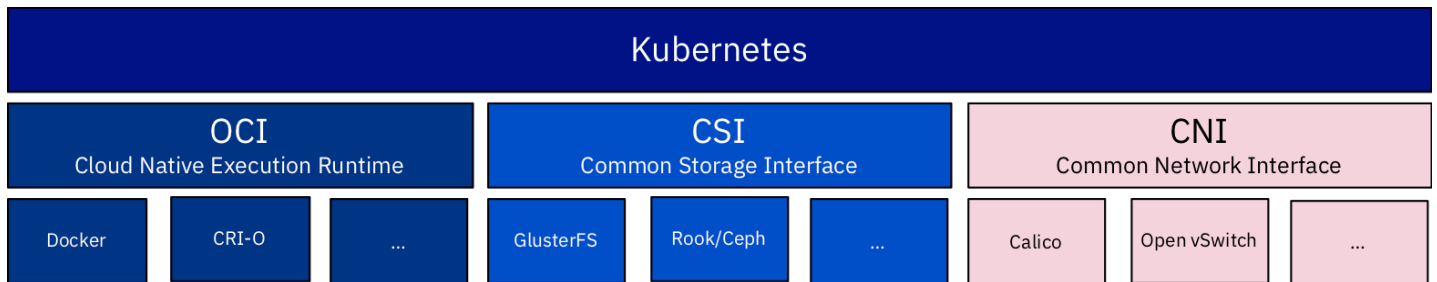 Kubernetes
OCI
Cloud Native Execution Runtime
CSI
Common Storage Interface
CNI
Common Network Interface
Docker
CRI-O
...
GlusterFS
Rook/Ceph
...
Calico
Open vSwitch
...